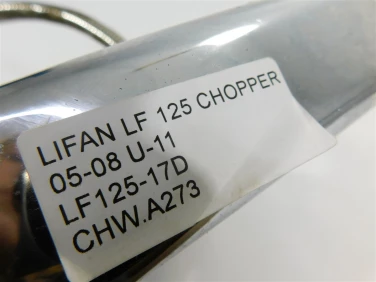 LIFAN LF 125 CHOPPER
05-08 U-11
LF125-17D
CHW.A273